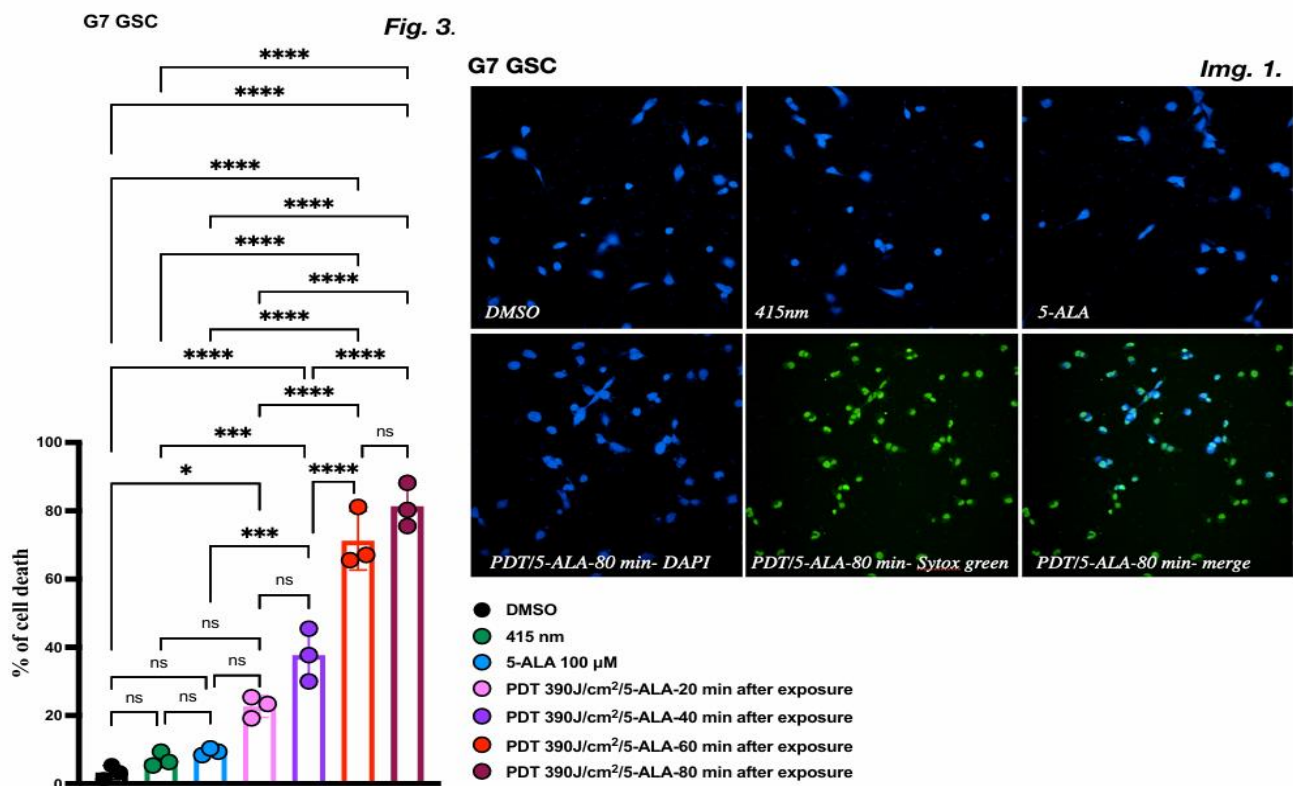 G7 GSC
Fig. 3.
****
****
****
****
****
****
****
****
****
****
***
ns
*
****
***
ns
ns
ns
ns
ns
ns
% of cell death
100
80
60
40
20
0
G7 GSC
Img. 1.
DMSO
415nm
5-ALA
PDT/5-ALA-80 min- DAPI
PDT/5-ALA-80 min- Sytox green
PDT/5-ALA-80 min- merge
DMSO
415 nm
5-ALA 100 µM
PDT 390J/cm²/5-ALA-20 min after exposure
PDT 390J/cm²/5-ALA-40 min after exposure
PDT 390J/cm²/5-ALA-60 min after exposure
PDT 390J/cm²/5-ALA-80 min after exposure